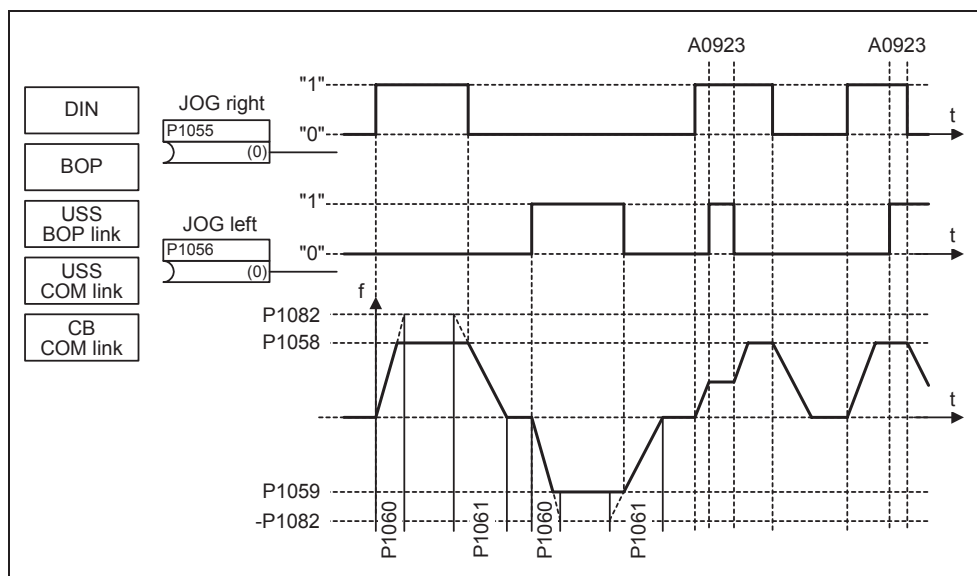 A0923 A0923
DIN
BOP
USS
BOP link
USS
COM link
CB
COM link
JOG right
P1055
(0)
"1"
"0"
t
JOG left
P1056
(0)
"1"
"0"
t
f
P1082
P1058
t
P1059
-P1082
P1060
P1061
P1060
P1061